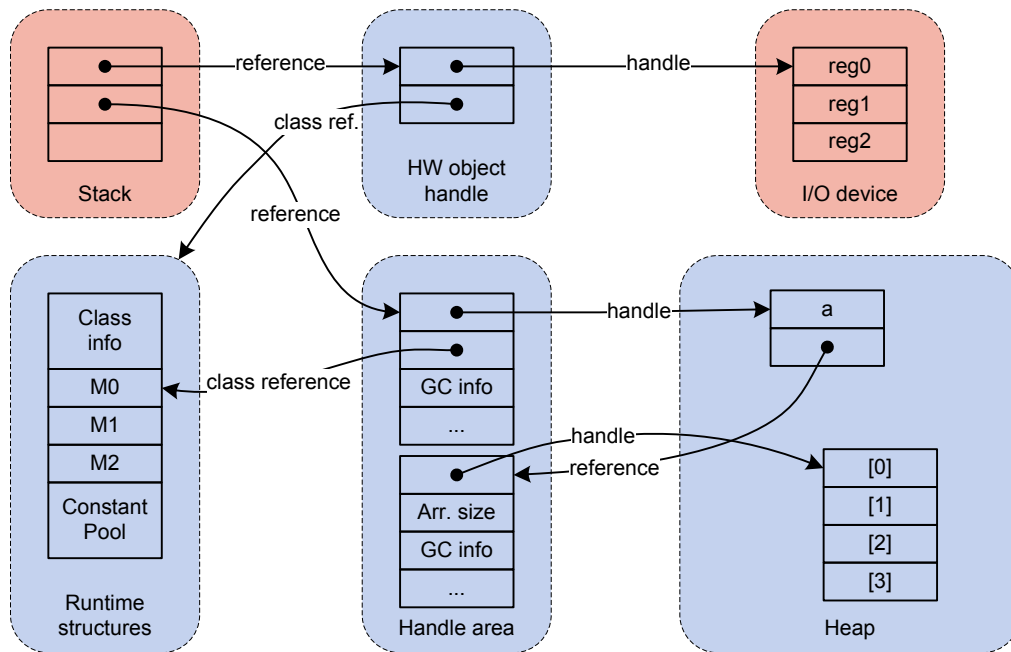 reference
handle
reg0
reg1
reg2
class ref.
Stack
HW object
handle
I/O device
reference
Class
info
M0
M1
M2
Constant
Pool
Runtime
structures
class reference
GC info
...
Arr. size
GC info
...
Handle area
handle
a
handle
reference
[0]
[1]
[2]
[3]
Heap